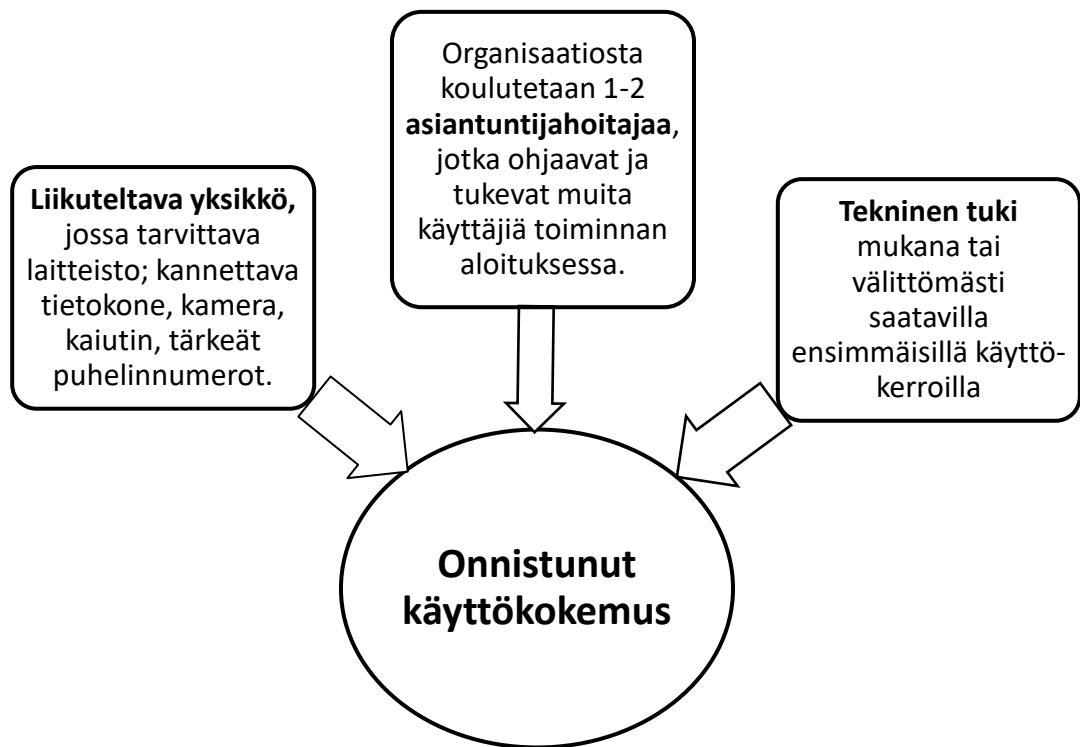 Liikuteltava yksikkö,
jossa tarvittava
laitteisto; kannettava
tietokone, kamera,
kaiutin, tärkeät
puhelinnumerot.
Organisaatiosta
koulutetaan 1-2
asiantuntijahoitajaa,
jotka ohjaavat ja
tukevat muita
käyttäjiä toiminnan
aloituksessa.
Tekninen tuki
mukana tai
välittömästi
saatavilla
ensimmäisillä käyttö-
kerroilla
Onnistunut
käyttökokemus